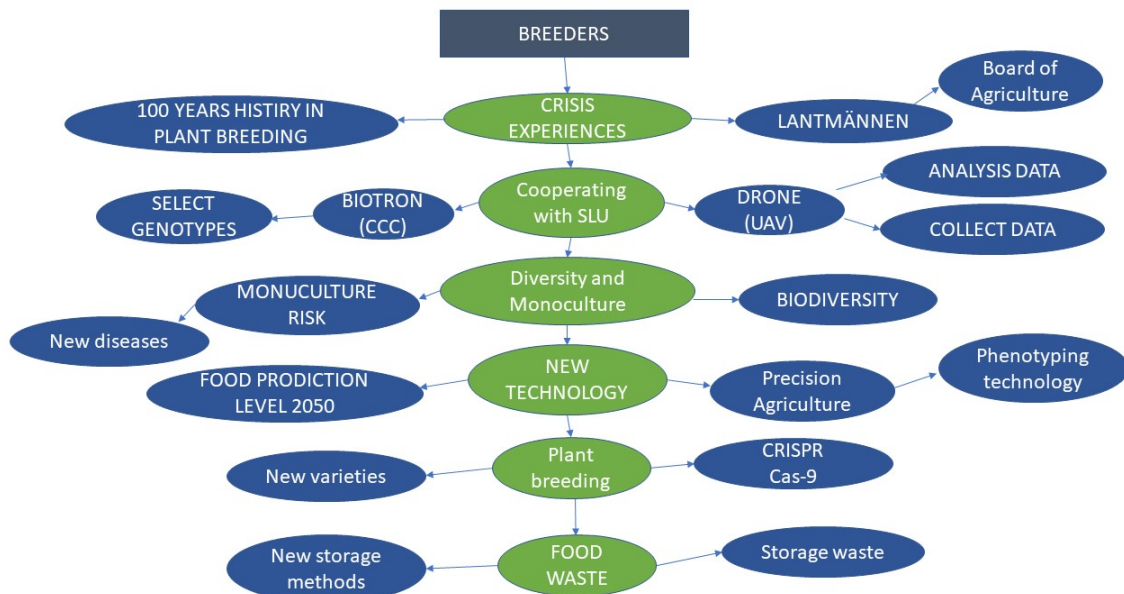 BREEDERS
100 YEARS HISTIRY IN
PLANT BREEDING
CRISIS
EXPERIENCES
LANTMÄNNEN
Board of
Agriculture
SELECT
GENOTYPES
BIOTRON
(CCC)
Cooperating
with SLU
DRONE
(UAV)
ANALYSIS DATA
COLLECT DATA
New diseases
MONUCULTURE
RISK
Diversity and
Monoculture
BIODIVERSITY
FOOD PRODICTION
LEVEL 2050
NEW
TECHNOLOGY
Precision
Agriculture
Phenotyping
technology
New varieties
Plant
breeding
CRISPR
Cas-9
New storage
methods
FOOD
WASTE
Storage waste